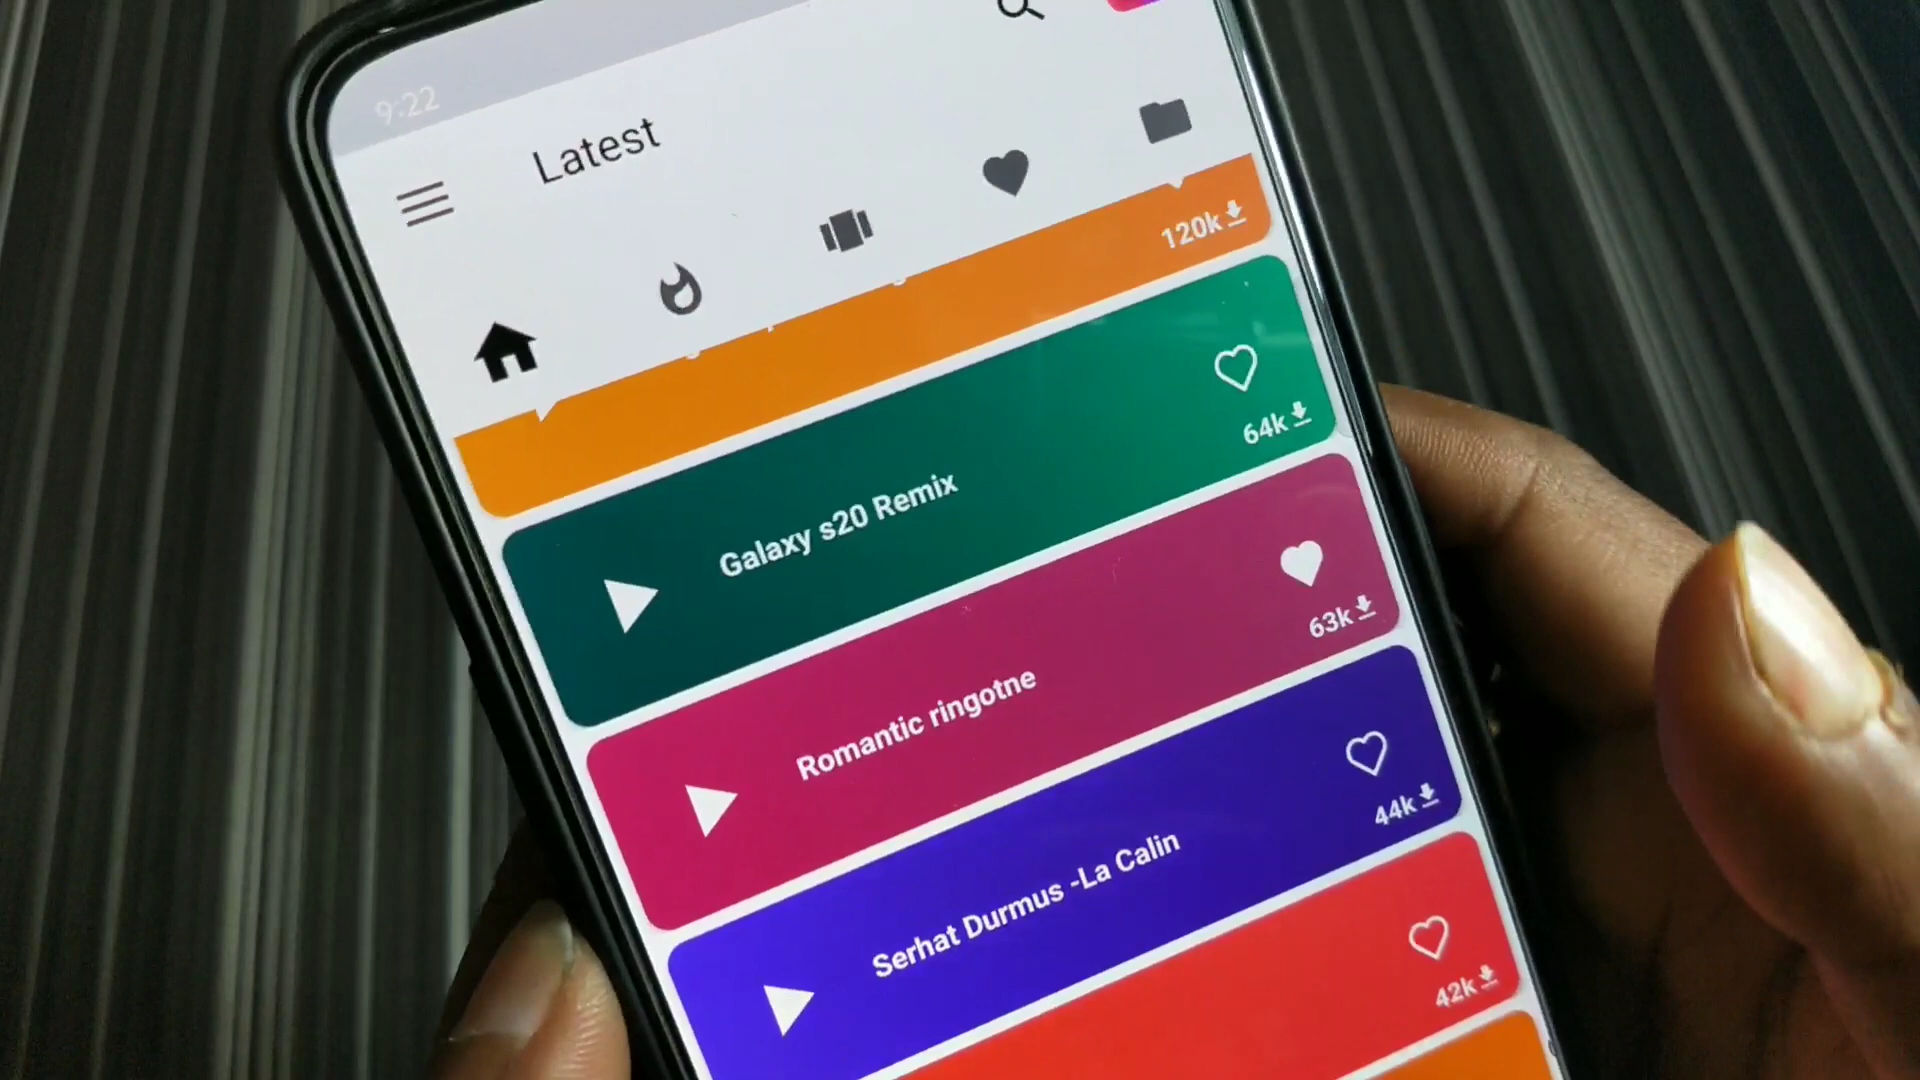 9:22
Latest
120k
Galaxy s20 Remix
64k
Romantic ringotne
63k
Serhat Durmus -La Calin
44k
42k